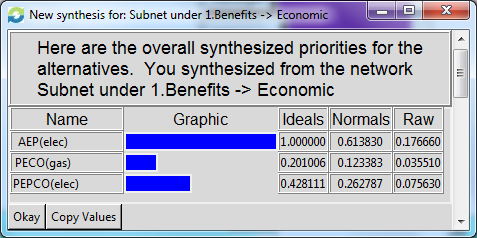 New synthesis for: Subnet under 1.Benefits -> Economic
Here are the overall synthesized priorities for the
alternatives. You synthesized from the network
Subnet under 1.Benefits -> Economic
Name Graphic Ideals Normals Raw
AEP(elec) 1.000000 0.613830 0.176660
PECO(gas) 0.201006 0.123383 0.035510
PEPCO(elec) 0.428111 0.262787 0.075630
Okay Copy Values